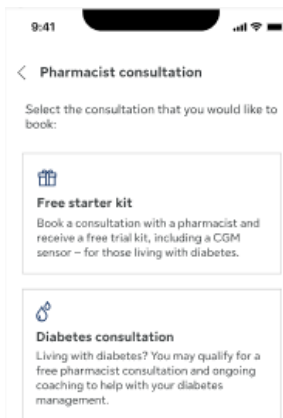 9:41
Pharmacist consultation
Select the consultation that you would like to
book:
Free starter kit
Book a consultation with a pharmacist and
receive a free trial kit, including a CGM
sensor – for those living with diabetes.
Diabetes consultation
Living with diabetes? You may qualify for a
free pharmacist consultation and ongoing
coaching to help with your diabetes
management.